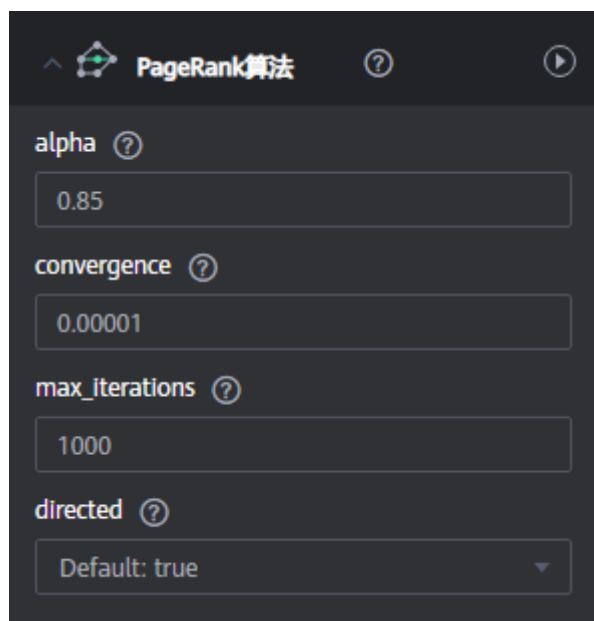 PageRank算法
alpha
0.85
convergence
0.00001
max_iterations
1000
directed
Default: true